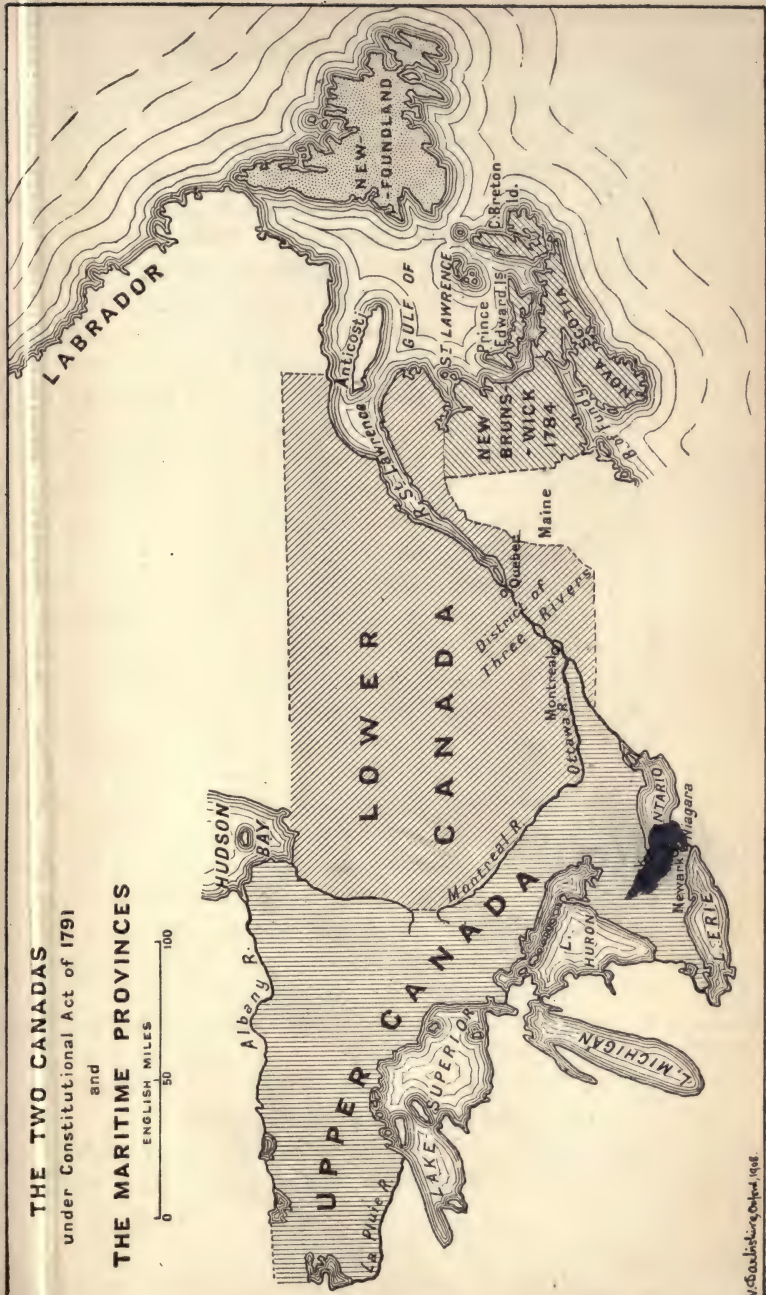 THE TWO CANADAS
under Constitutional Act of 1791
and
THE MARITIME PROVINCES
ENGLISH MILES
0 50 100
LABRADOR
HUDSON
BAY
Albany R.
UPPER CANADA
La Pluie R.
LAKE
SUPERIOR
L. MICHIGAN
L.
HURON
L. ERIE
ONTARIO
Newark
Niagara
LOWER
CANADA
Montreal R.
Ottawa R.
Montreal
District of
Three Rivers
Quebec
R. St. Lawrence
Anticosti
GULF OF
ST LAWRENCE
NEW
-FOUNDLAND
Prince
Edward Is.
C. Breton
Id.
NEW
BRUNS-
-WICK
1784
NOVA
SCOTIA
B. of Fundy
Maine
Oxford, 1908.